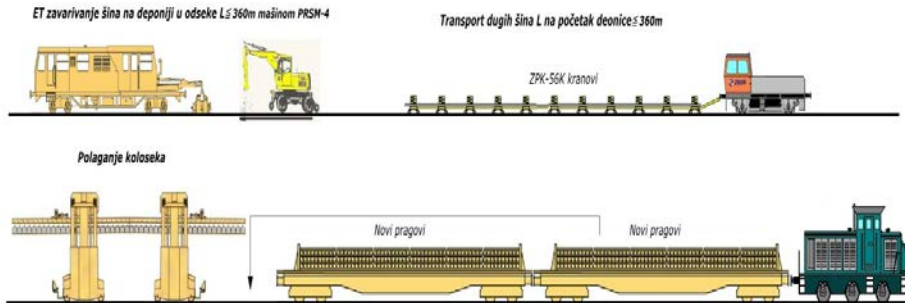 ET zavarivanje šina na deponiji u odseke L≤360m mašinom PRSM-4
Transport dugih šina L na početak deonice≤360m
ZPK-56K kranovi
Polaganje koloseka
Novi pragovi
Novi pragovi